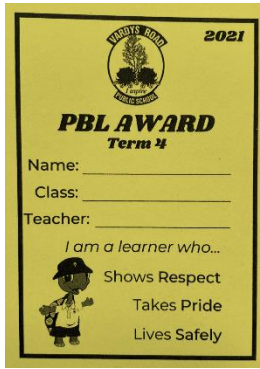 VARDYS ROAD
2021
I aspire
PUBLIC SCHOOL
PBL AWARD
Term 4
Name:
Class:
Teacher:
I am a learner who...
Shows Respect
Takes Pride
Lives Safely